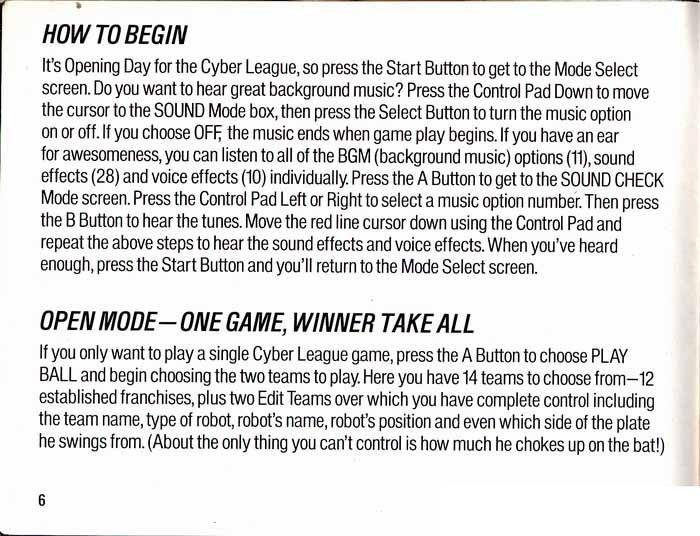 HOW TO BEGIN
It's Opening Day for the Cyber League, so press the Start Button to get to the Mode Select
screen. Do you want to hear great background music? Press the Control Pad Down to move
the cursor to the SOUND Mode box, then press the Select Button to turn the music option
on or off. If you choose OFF, the music ends when game play begins. If you have an ear
for awesomeness, you can listen to all of the BGM (background music) options (11), sound
effects (28) and voice effects (10) individually. Press the A Button to get to the SOUND CHECK
Mode screen. Press the Control Pad Left or Right to select a music option number. Then press
the B Button to hear the tunes. Move the red line cursor down using the Control Pad and
repeat the above steps to hear the sound effects and voice effects. When you've heard
enough, press the Start Button and you'll return to the Mode Select screen.
OPEN MODE—ONE GAME, WINNER TAKE ALL
If you only want to play a single Cyber League game, press the A Button to choose PLAY
BALL and begin choosing the two teams to play. Here you have 14 teams to choose from—12
established franchises, plus two Edit Teams over which you have complete control including
the team name, type of robot, robot's name, robot's position and even which side of the plate
he swings from. (About the only thing you can't control is how much he chokes up on the bat!)
6